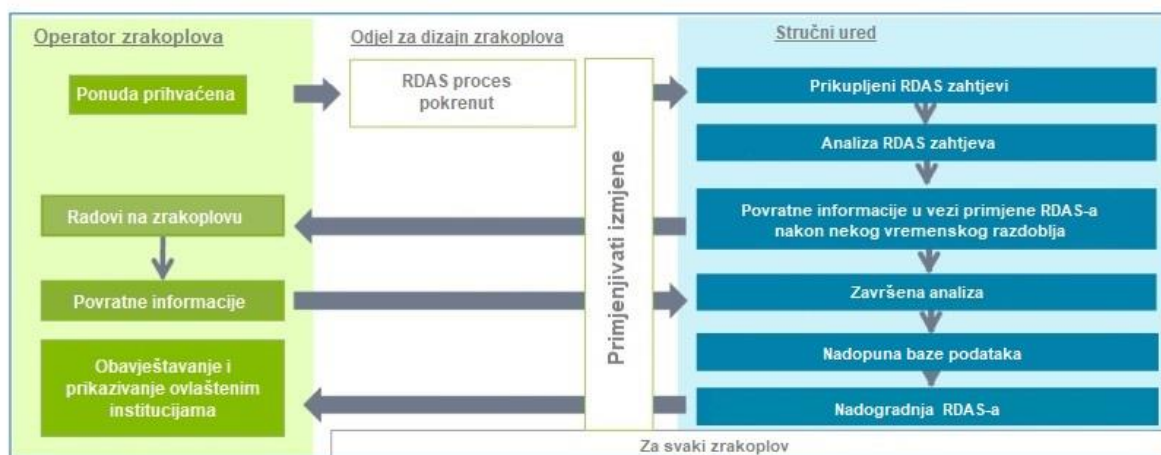 Operator zrakoplova
Odjel za dizajn zrakoplova
Stručni ured
Ponuda prihvaćena
RDAS proces
pokrenut
Primjenjivati izmjene
Prikupljeni RDAS zahtjevi
Analiza RDAS zahtjeva
Radovi na zrakoplovu
Povratne informacije u vezi primjene RDAS-a
nakon nekog vremenskog razdoblja
Povratne informacije
Završena analiza
Obavještavanje i
prikazivanje ovlaštenim
institucijama
Nadopuna baze podataka
Nadogradnja RDAS-a
Za svaki zrakoplov